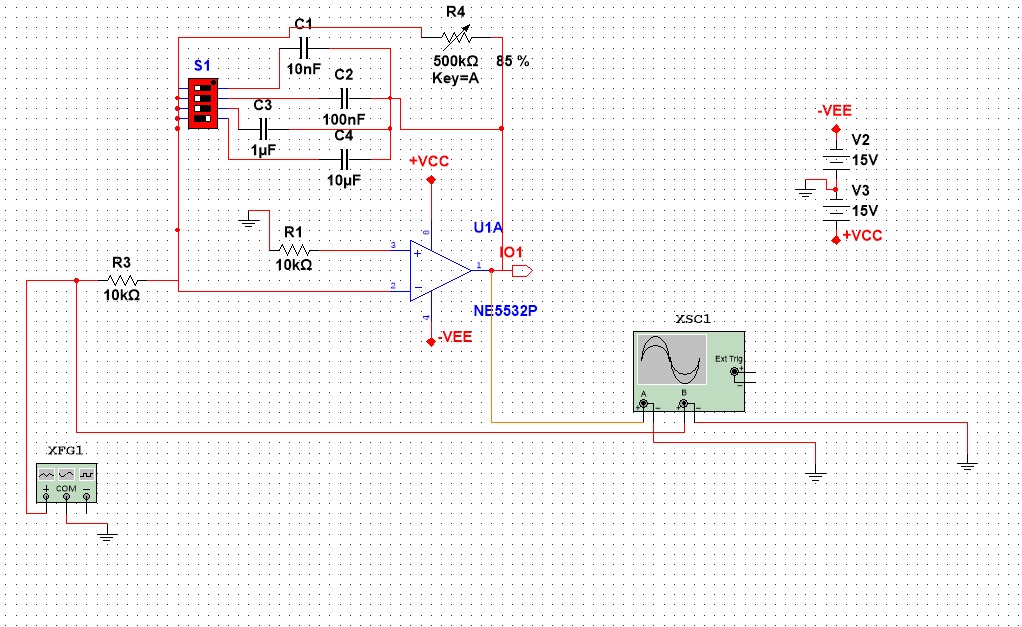 R4
C1
500kΩ 85 %
Key=A
S1
10nF
C2
C3
100nF
C4
1µF
10µF
+VCC
-VEE
V2
15V
V3
15V
+VCC
R1
10kΩ
8
3
2
1
4
U1A
IO1
NE5532P
-VEE
R3
10kΩ
XSC1
Ext Trig
+
–
A
B
+ – + –
XFG1
+ COM –